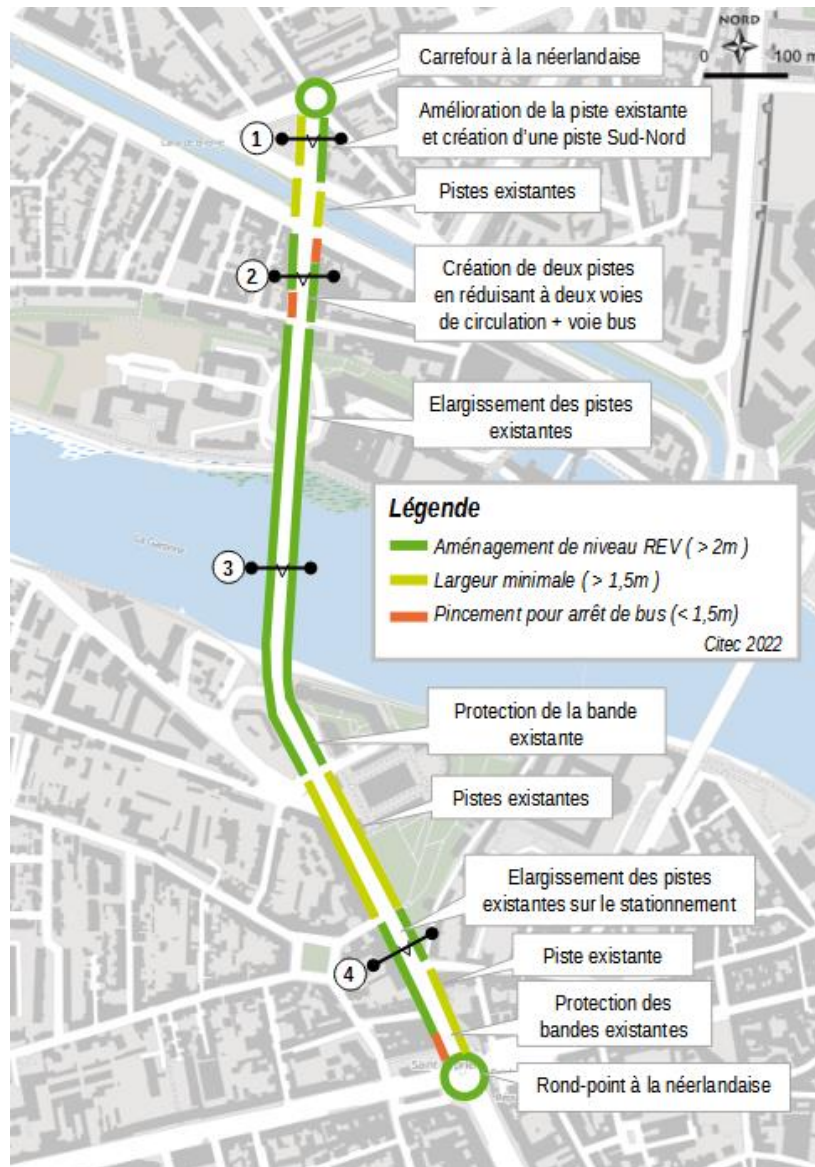 NORD
0 100 m
Carrefour à la néerlandaise
1
Amélioration de la piste existante
et création d'une piste Sud-Nord
Pistes existantes
2
Création de deux pistes
en réduisant à deux voies
de circulation + voie bus
Elargissement des pistes
existantes
Légende
Aménagement de niveau REV ( > 2m )
Largeur minimale ( > 1,5m )
Pincement pour arrêt de bus (< 1,5m)
Citec 2022
La Garonne
3
Protection de la bande
existante
Pistes existantes
Elargissement des pistes
existantes sur le stationnement
4
Piste existante
Protection des
bandes existantes
Rond-point à la néerlandaise